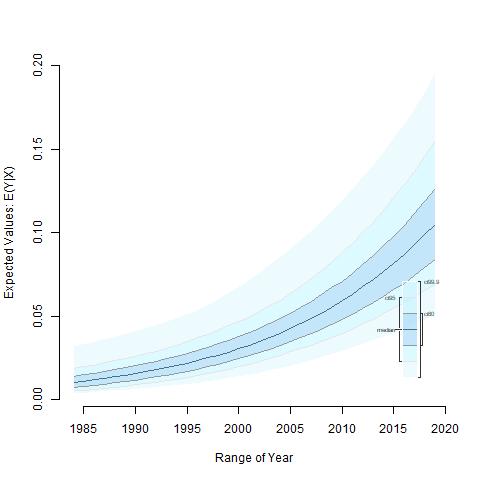 0.20
0.15
0.10
0.05
0.00
Expected Values: E(Y|X)
ci99.9
ci95
ci80
median
1985 1990 1995 2000 2005 2010 2015 2020
Range of Year